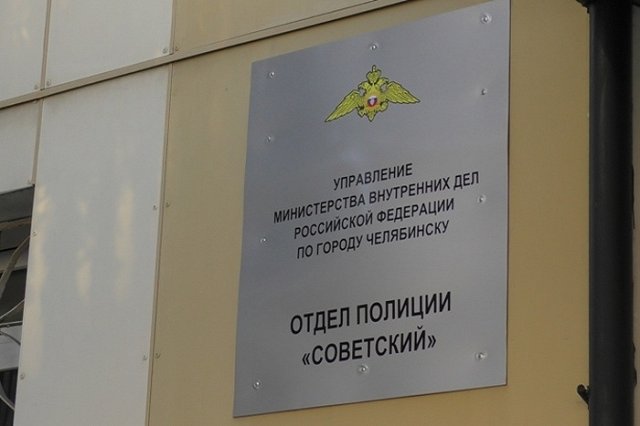 УПРАВЛЕНИЕ
МИНИСТЕРСТВА ВНУТРЕННИХ ДЕЛ
РОССИЙСКОЙ ФЕДЕРАЦИИ
ПО ГОРОДУ ЧЕЛЯБИНСКУ
ОТДЕЛ ПОЛИЦИИ
«СОВЕТСКИЙ»